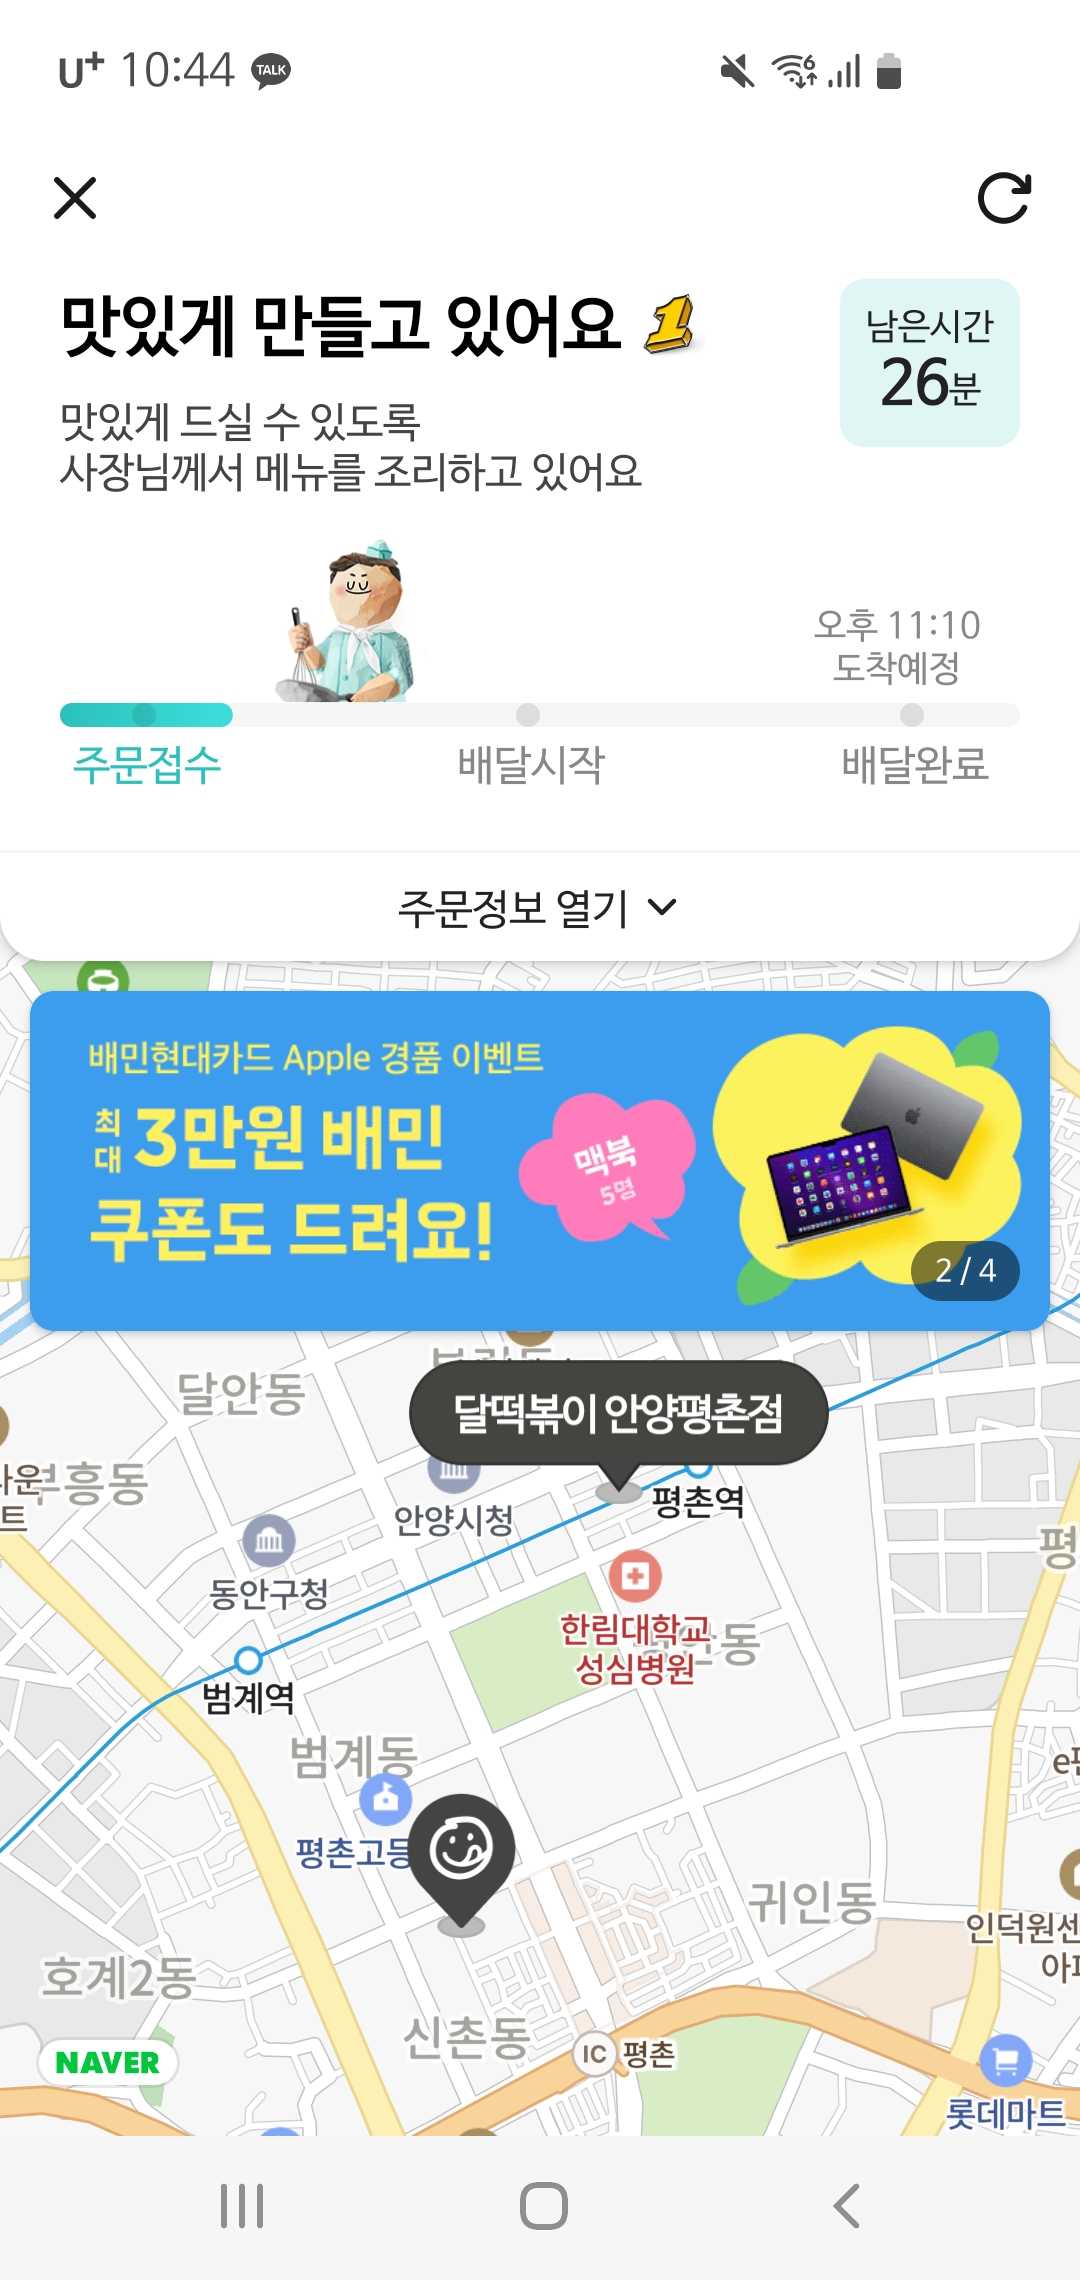 U+ 10:44 TALK
6
맛있게 만들고 있어요 1
남은시간
26분
맛있게 드실 수 있도록
사장님께서 메뉴를 조리하고 있어요
오후 11:10
도착예정
주문접수 배달시작 배달완료
주문정보 열기
배민현대카드 Apple 경품 이벤트
최대 3만원 배민
쿠폰도 드려요!
맥북
5명
2 / 4
달안동
달떡볶이 안양평촌점
부흥동
안양시청
평촌역
동안구청
한림대학교
성심병원
범계역
범계동
평촌고등
귀인동
인덕원센
호계2동
신촌동
IC 평촌
NAVER
롯데마트